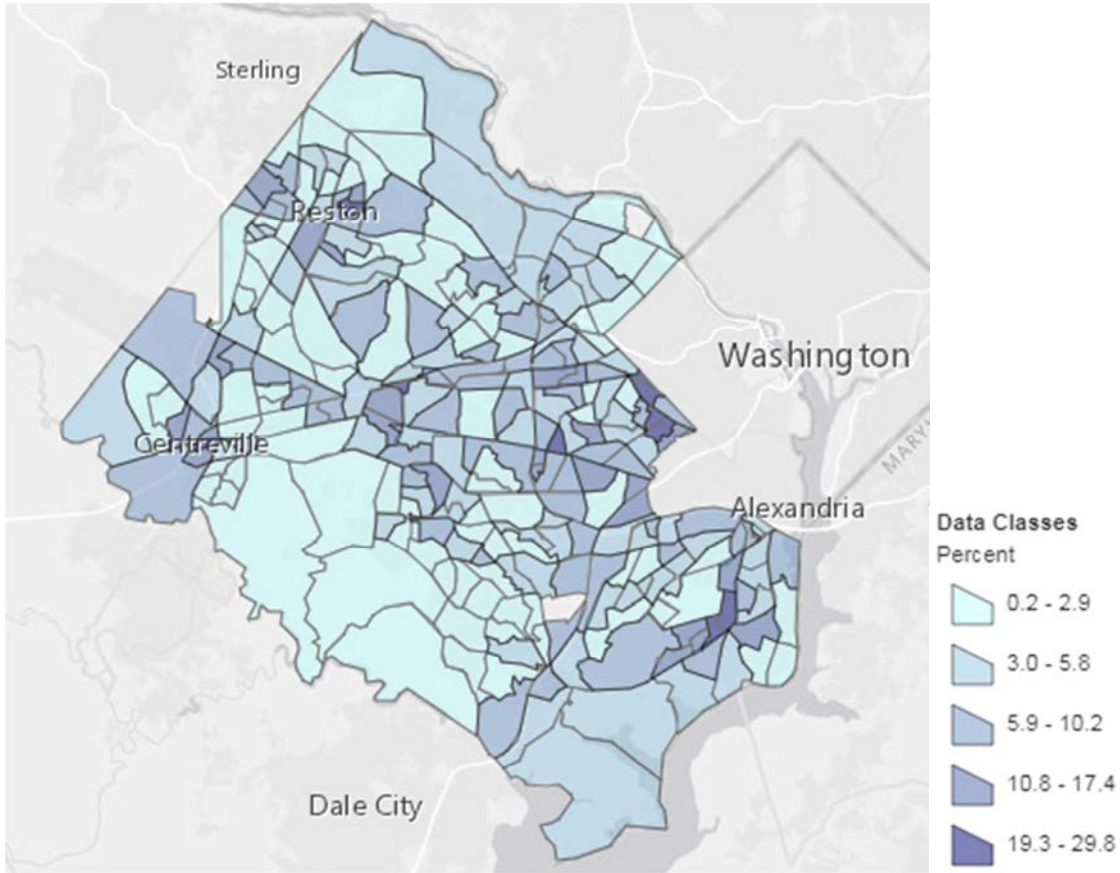 Sterling
Reston
Washington
Centreville
MARY
Alexandria
Dale City
Data Classes
Percent
0.2 - 2.9
3.0 - 5.8
5.9 - 10.2
10.8 - 17.4
19.3 - 29.8